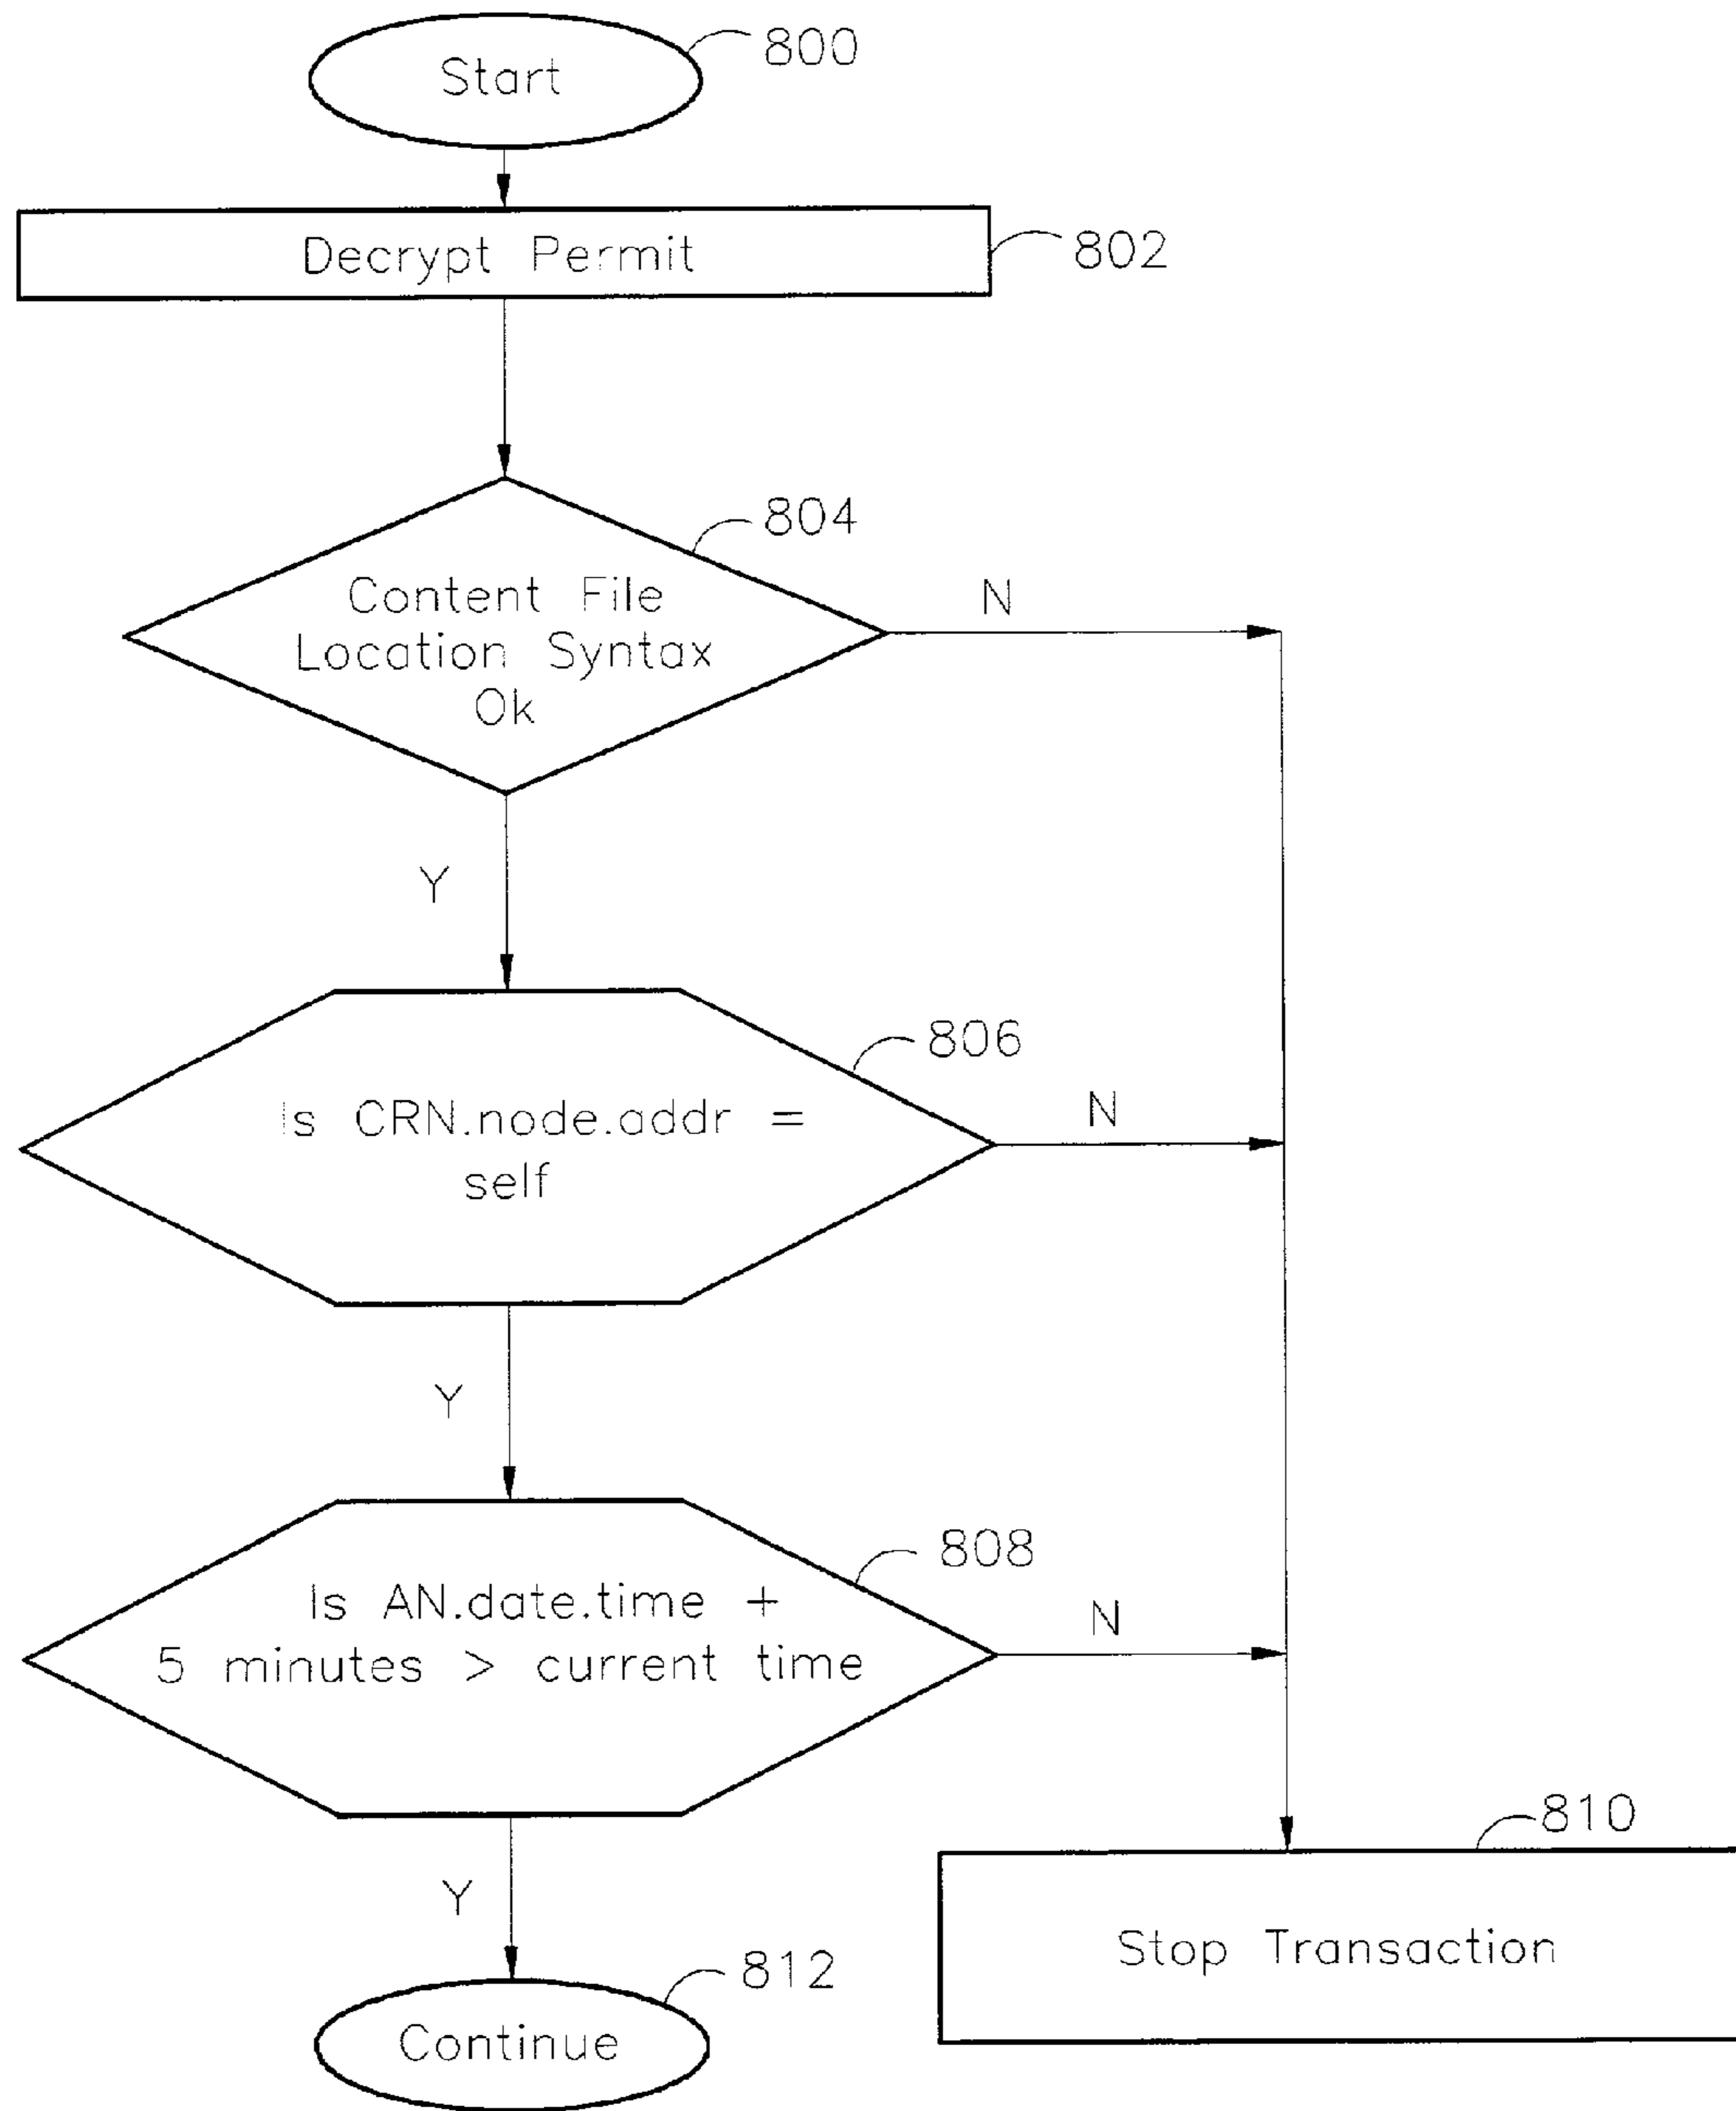 Start
800
Decrypt Permit
802
804
Content File
Location Syntax
Ok
N
Y
806
Is CRN.node.addr =
self
N
Y
808
Is AN.date.time +
5 minutes > current time
N
Y
810
Stop Transaction
812
Continue